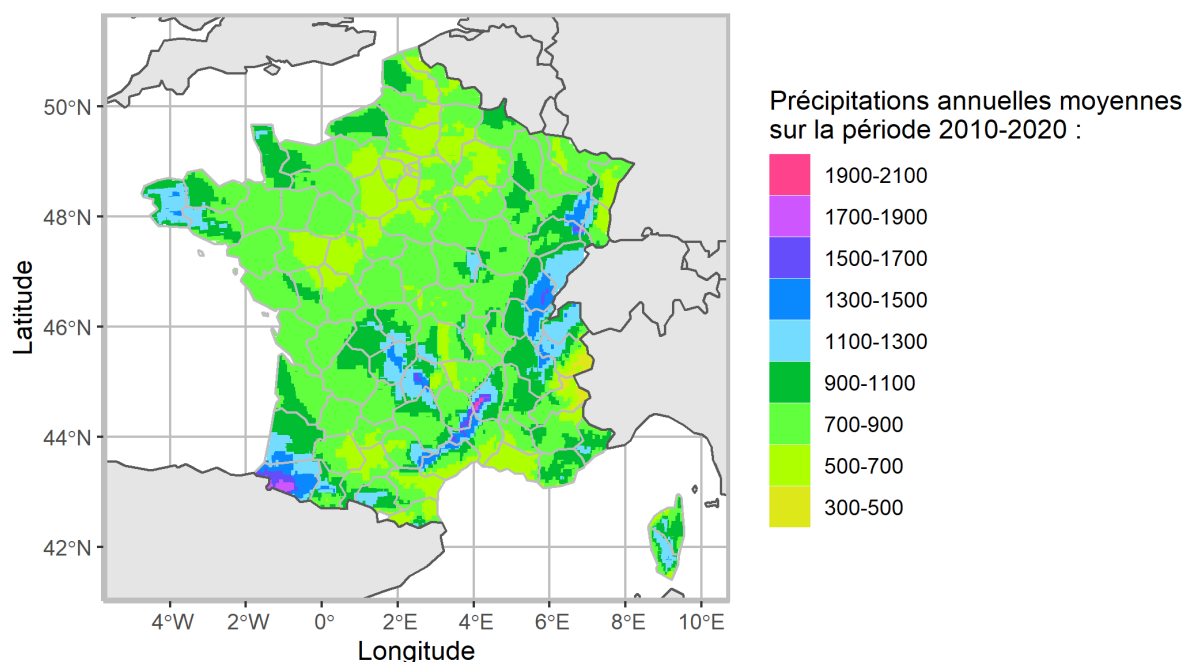 50°N
48°N
46°N
44°N
42°N
Latitude
4°W
2°W
0°
2°E
4°E
6°E
8°E
10°E
Longitude
Précipitations annuelles moyennes
sur la période 2010-2020 :
1900-2100
1700-1900
1500-1700
1300-1500
1100-1300
900-1100
700-900
500-700
300-500